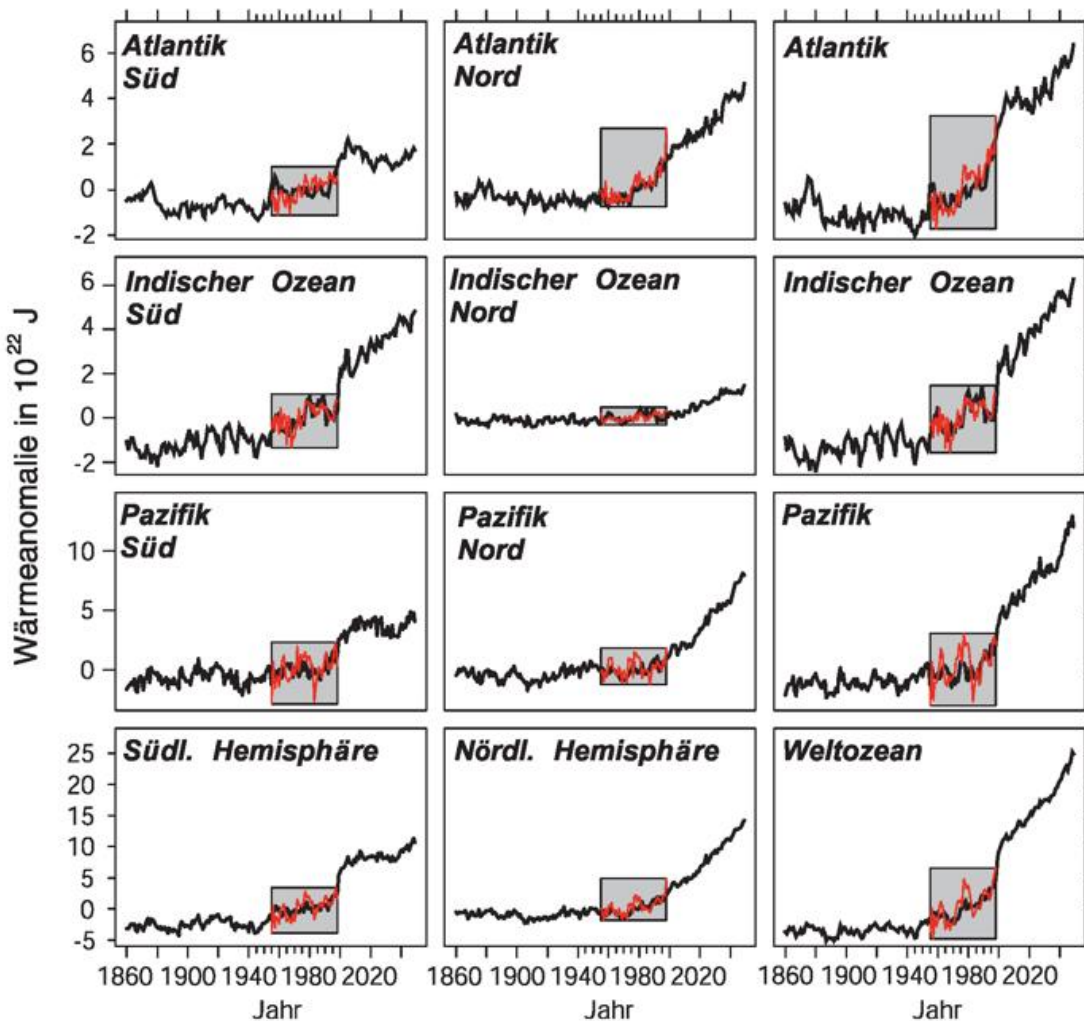 Wärmeanomalie in 10²² J
6
4
2
0
-2
Atlantik
Süd
Atlantik
Nord
Atlantik
6
4
2
0
-2
Indischer Ozean
Süd
Indischer Ozean
Nord
Indischer Ozean
10
5
0
Pazifik
Süd
Pazifik
Nord
Pazifik
25
20
15
10
5
0
-5
Südl. Hemisphäre
Nördl. Hemisphäre
Weltozean
1860 1900 1940 1980 2020
1860 1900 1940 1980 2020
1860 1900 1940 1980 2020
Jahr
Jahr
Jahr